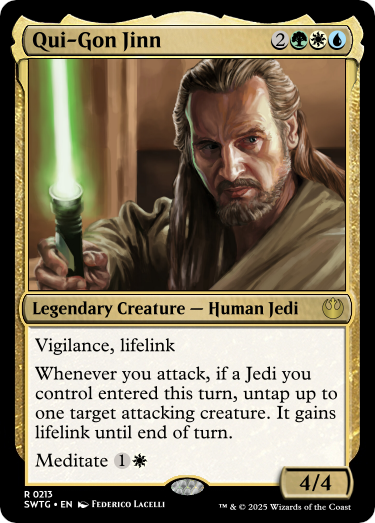 Qui-Gon Jinn 2
Legendary Creature — Human Jedi
Vigilance, lifelink
Whenever you attack, if a Jedi you
control entered this turn, untap up to
one target attacking creature. It gains
lifelink until end of turn.
Meditate 1
4/4
R 0213
SWTG • EN Federico Lacelli
™ & © 2025 Wizards of the Coast